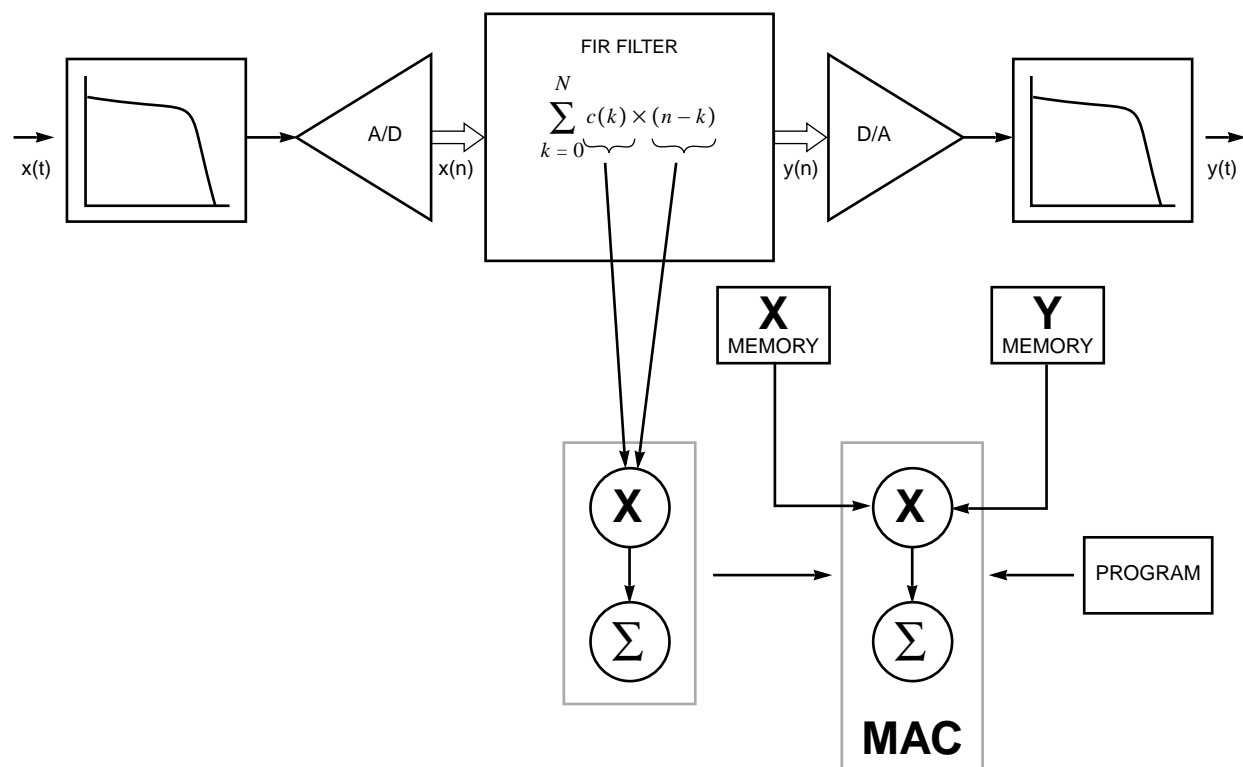 FIR FILTER
N
∑ c(k) × (n – k)
k = 0
A/D
D/A
x(t)
x(n)
y(n)
y(t)
X
MEMORY
Y
MEMORY
X
X
PROGRAM
Σ
Σ
MAC